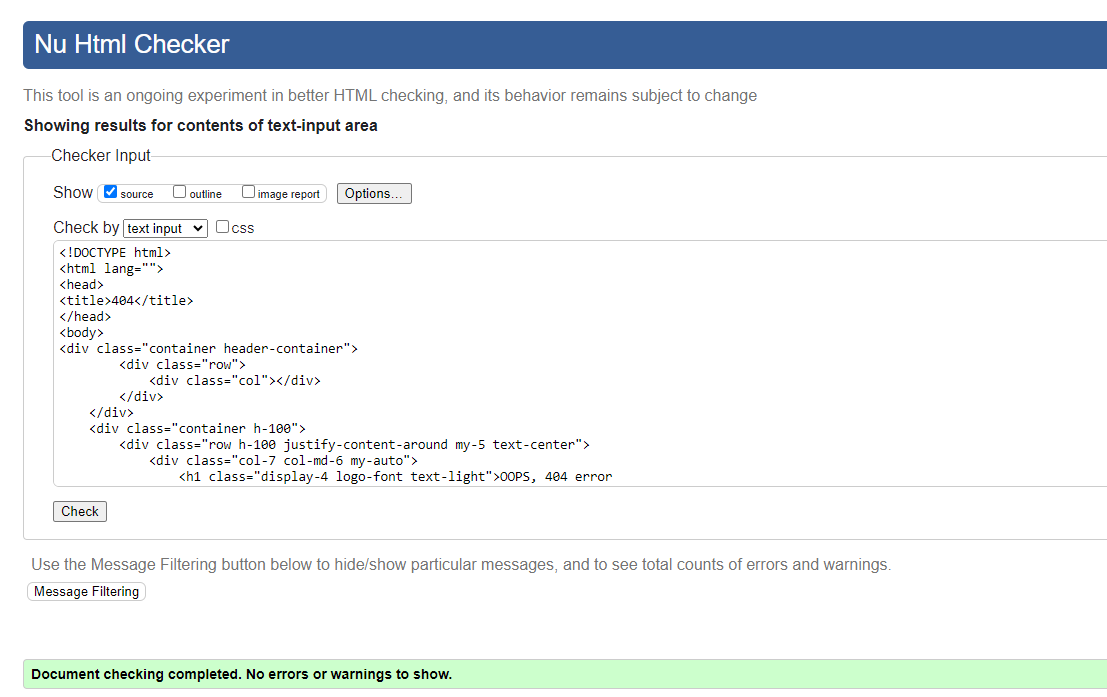 Nu Html Checker
This tool is an ongoing experiment in better HTML checking, and its behavior remains subject to change
Showing results for contents of text-input area
Checker Input
Show source outline image report Options...
Check by text input css
<!DOCTYPE html>
<html lang="">
<head>
<title>404</title>
</head>
<body>
<div class="container header-container">
        <div class="row">
            <div class="col"></div>
        </div>
    </div>
    <div class="container h-100">
        <div class="row h-100 justify-content-around my-5 text-center">
            <div class="col-7 col-md-6 my-auto">
                <h1 class="display-4 logo-font text-light">OOPS, 404 error
Check
Use the Message Filtering button below to hide/show particular messages, and to see total counts of errors and warnings.
Message Filtering
Document checking completed. No errors or warnings to show.